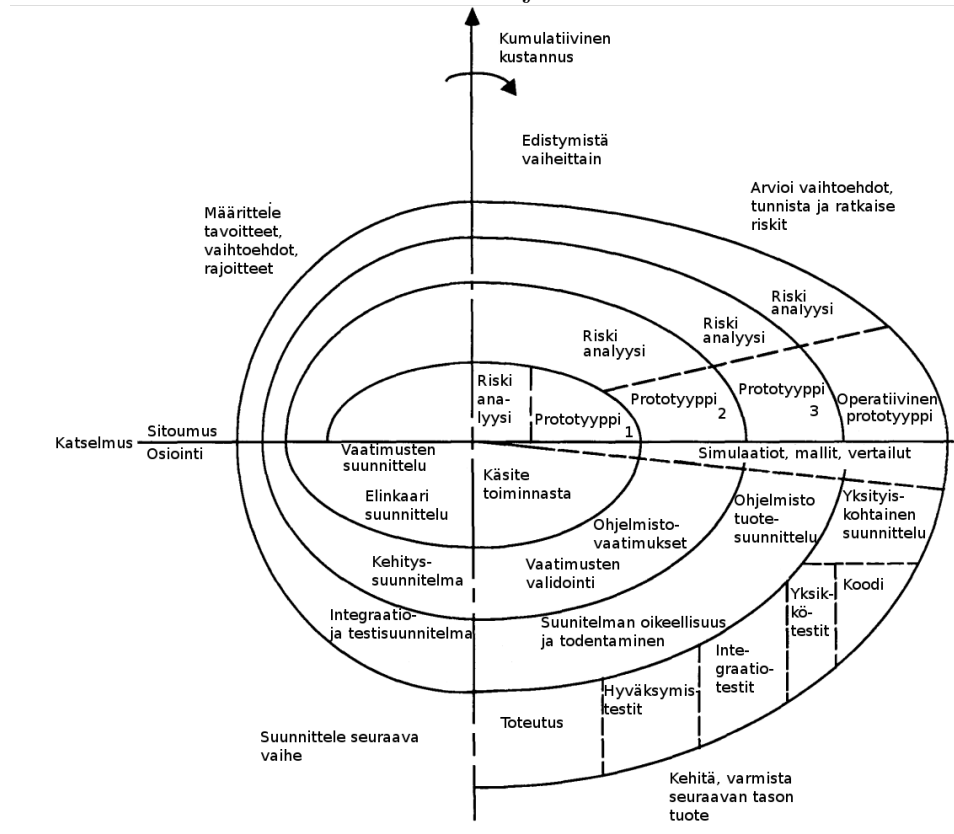 Kumulatiivinen
kustannus
Edistymistä
vaiheittain
Arvioi vaihtoehdot,
tunnista ja ratkaise
riskit
Määrittele
tavoitteet,
vaihtoehdot,
rajoitteet
Riski
analyysi
Riski
analyysi
Riski
analyysi
Riski
ana-
lyysi
Prototyyppi 1
Prototyyppi 2
Prototyyppi 3
Operatiivinen
prototyyppi
Katselmus
Sitoumus
Osiointi
Vaatimusten
suunnittelu
Elinkaari
suunnittelu
Käsite
toiminnasta
Simulaatiot, mallit, vertailut
Ohjelmisto-
vaatimukset
Ohjelmisto
tuote-
suunnittelu
Yksityis-
kohtainen
suunnittelu
Kehitys-
suunnitelma
Vaatimusten
validointi
Integraatio-
ja testisuunnitelma
Suunitelman oikeellisuus
ja todentaminen
Koodi
Yksik-
kö-
testit
Inte-
graatio-
testit
Hyväksymis-
testit
Toteutus
Suunnittele seuraava
vaihe
Kehitä, varmista
seuraavan tason
tuote